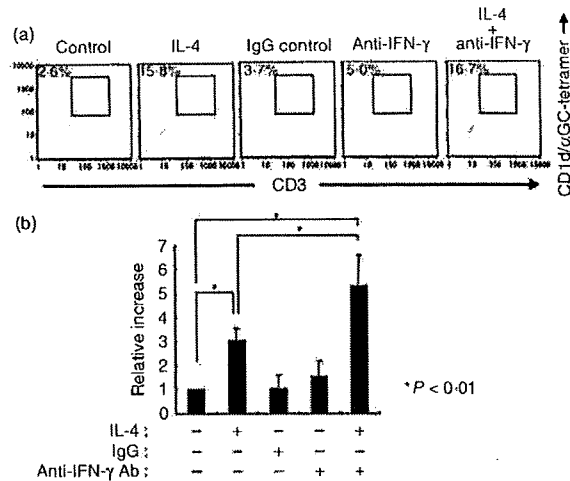 (a)
Control
IL-4
IgG control
Anti-IFN-γ
IL-4
+
anti-IFN-γ
2·6%
15·8%
3·7%
5·0%
16·7%
CD1d/αGC-tetramer
CD3
(b)
Relative increase
7
6
5
4
3
2
1
0
*
*
*
*P < 0·01
IL-4 : − + − − +
IgG : − − + − −
Anti-IFN-γ Ab : − − − + +